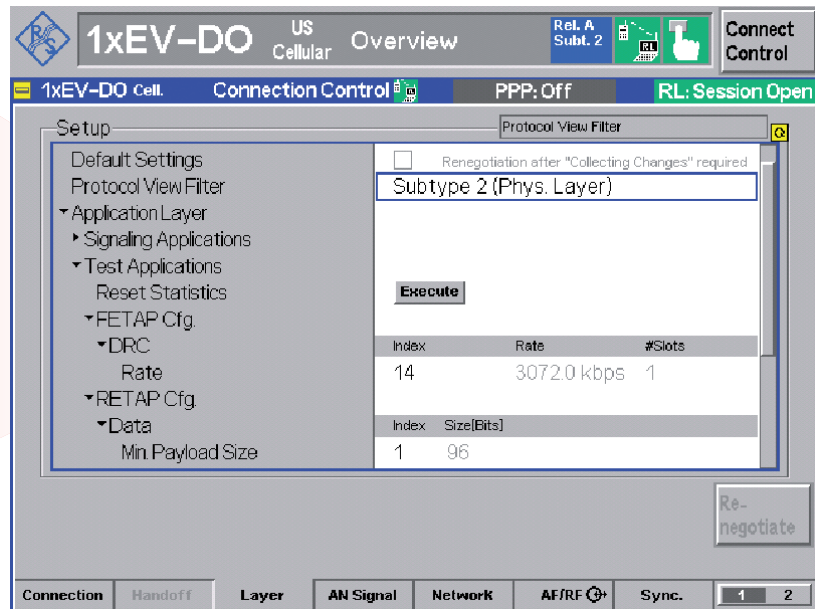 R S
1xEV-DO US Cellular Overview Rel. A Subt. 2 RL Connect Control
1xEV-DO Cell. Connection Control PPP: Off RL: Session Open
Setup Protocol View Filter
Default Settings Renegotiation after "Collecting Changes" required
Protocol View Filter Subtype 2 (Phys. Layer)
Application Layer
Signaling Applications
Test Applications
Reset Statistics Execute
FETAP Cfg.
DRC Index Rate #Slots
Rate 14 3072.0 kbps 1
RETAP Cfg.
Data Index Size[Bits]
Min. Payload Size 1 96
Re-
negotiate
Connection Handoff Layer AN Signal Network AF/RF Sync. 1 2